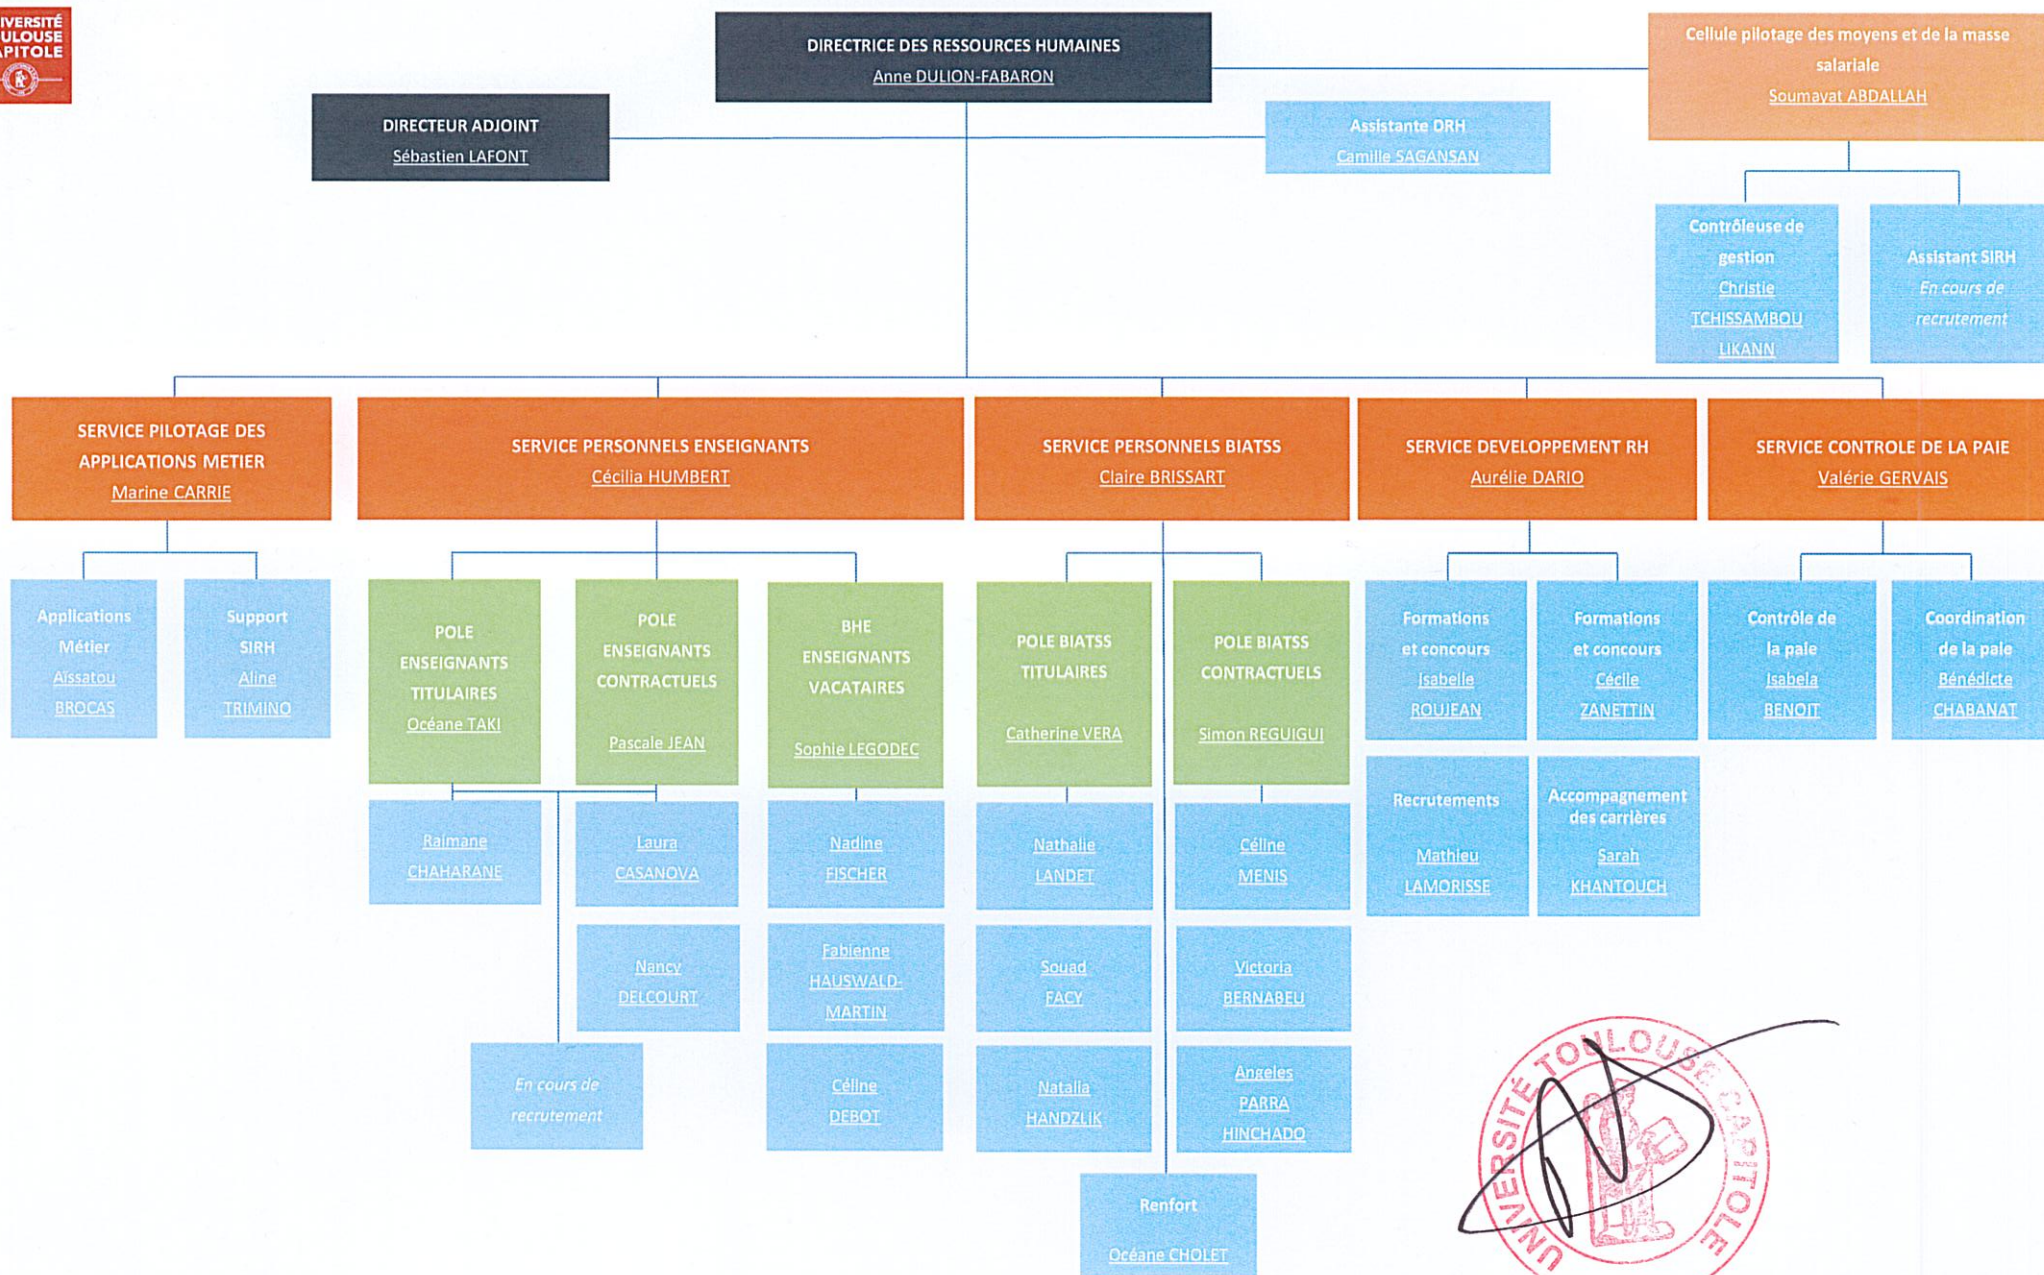 IVERSITÉ
ULOUSE
APITOLE
DIRECTRICE DES RESSOURCES HUMAINES
Anne DULION-FABARON
Cellule pilotage des moyens et de la masse
salariale
Soumayat ABDALLAH
DIRECTEUR ADJOINT
Sébastien LAFONT
Assistante DRH
Camille SAGANSAN
Contrôleuse de
gestion
Christie
TCHISSAMBOU
LIKANN
Assistant SIRH
En cours de
recrutement
SERVICE PILOTAGE DES
APPLICATIONS METIER
Marine CARRIE
SERVICE PERSONNELS ENSEIGNANTS
Cécilia HUMBERT
SERVICE PERSONNELS BIATSS
Claire BRISSART
SERVICE DEVELOPPEMENT RH
Aurélie DARIO
SERVICE CONTROLE DE LA PAIE
Valérie GERVAIS
Applications
Métier
Aïssatou
BROCAS
Support
SIRH
Aline
TRIMINO
POLE
ENSEIGNANTS
TITULAIRES
Océane TAKI
POLE
ENSEIGNANTS
CONTRACTUELS
Pascale JEAN
BHE
ENSEIGNANTS
VACATAIRES
Sophie LEGODEC
POLE BIATSS
TITULAIRES
Catherine VERA
POLE BIATSS
CONTRACTUELS
Simon REGUIGUI
Formations
et concours
Isabelle
ROUJEAN
Formations
et concours
Cécile
ZANETTIN
Contrôle de
la paie
Isabela
BENOIT
Coordination
de la paie
Bénédicte
CHABANAT
Recrutements
Mathieu
LAMORISSE
Accompagnement
des carrières
Sarah
KHANTOUCH
Raimane
CHAHARANE
Laura
CASANOVA
Nadine
FISCHER
Nathalie
LANDET
Céline
MENIS
Nancy
DELCOURT
Fabienne
HAUSWALD-
MARTIN
Souad
FACY
Victoria
BERNABEU
En cours de
recrutement
Céline
DEBOT
Natalia
HANDZLIK
Angeles
PARRA
HINCHADO
Renfort
Océane CHOLET
UNIVERSITÉ TOULOUSE CAPITOLE